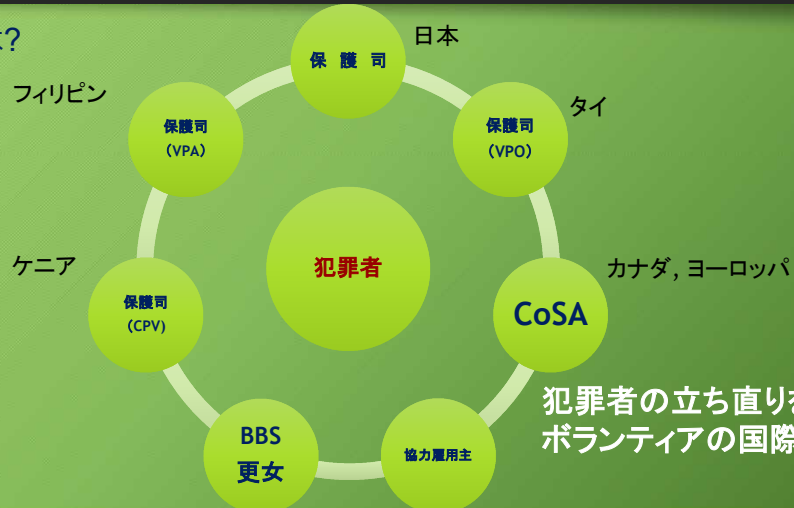 ?
日本
保 護 司
フィリピン
保護司
(VPA)
タイ
保護司
(VPO)
犯罪者
ケニア
保護司
(CPV)
カナダ, ヨーロッパ
CoSA
BBS
更女
協力雇用主
犯罪者の立ち直りを
ボランティアの国際